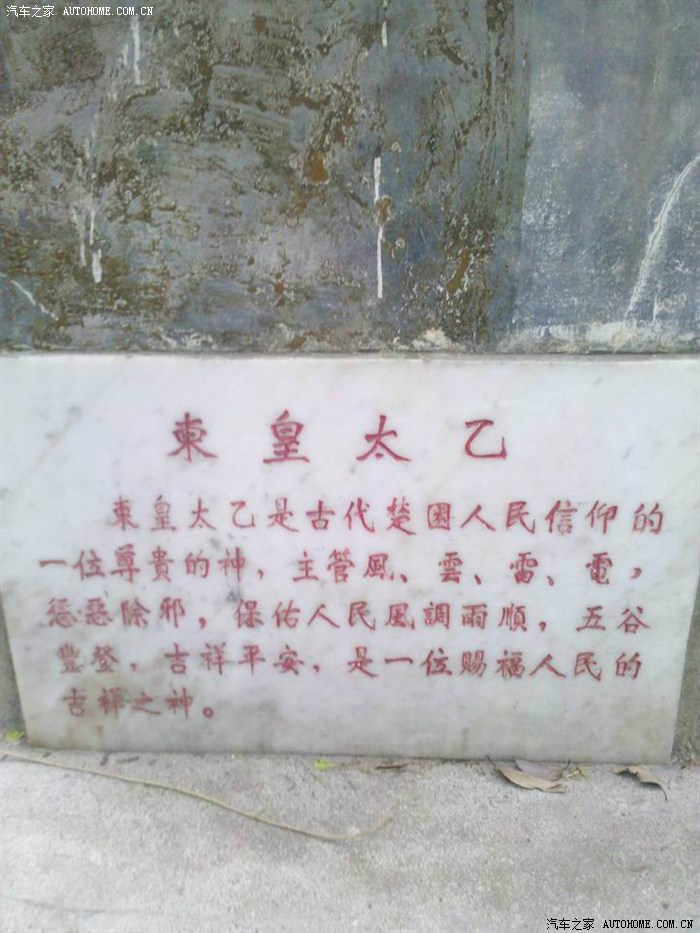 汽车之家 AUTOHOME.COM.CN
東皇太乙
東皇太乙是古代楚國人民信仰的
一位尊貴的神，主管風、雲、雷、電，
惩惡除邪，保佑人民風調雨順，五谷
豐登，吉祥平安，是一位賜福人民的
吉祥之神。
汽车之家 AUTOHOME.COM.CN